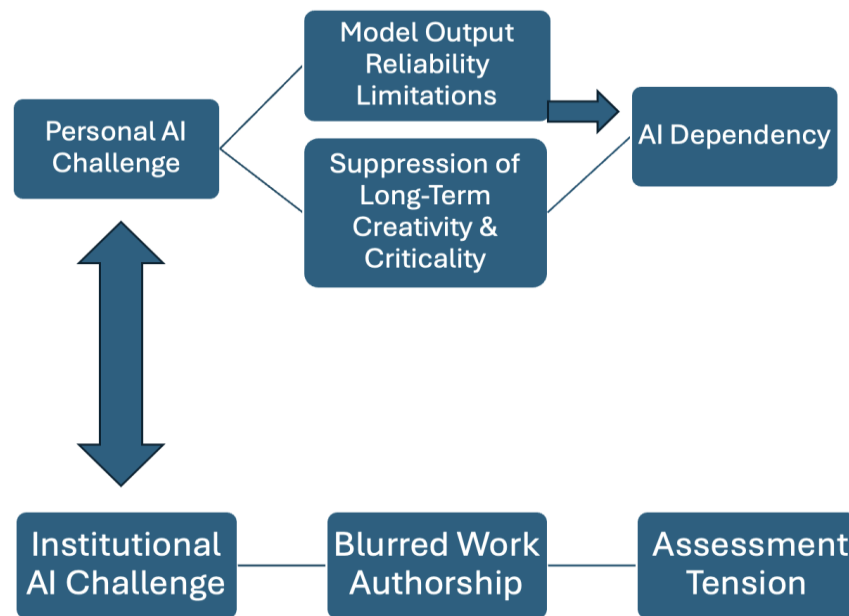 Model Output
Reliability
Limitations
Personal AI
Challenge
AI Dependency
Suppression of
Long-Term
Creativity &
Criticality
Institutional
AI Challenge
Blurred Work
Authorship
Assessment
Tension